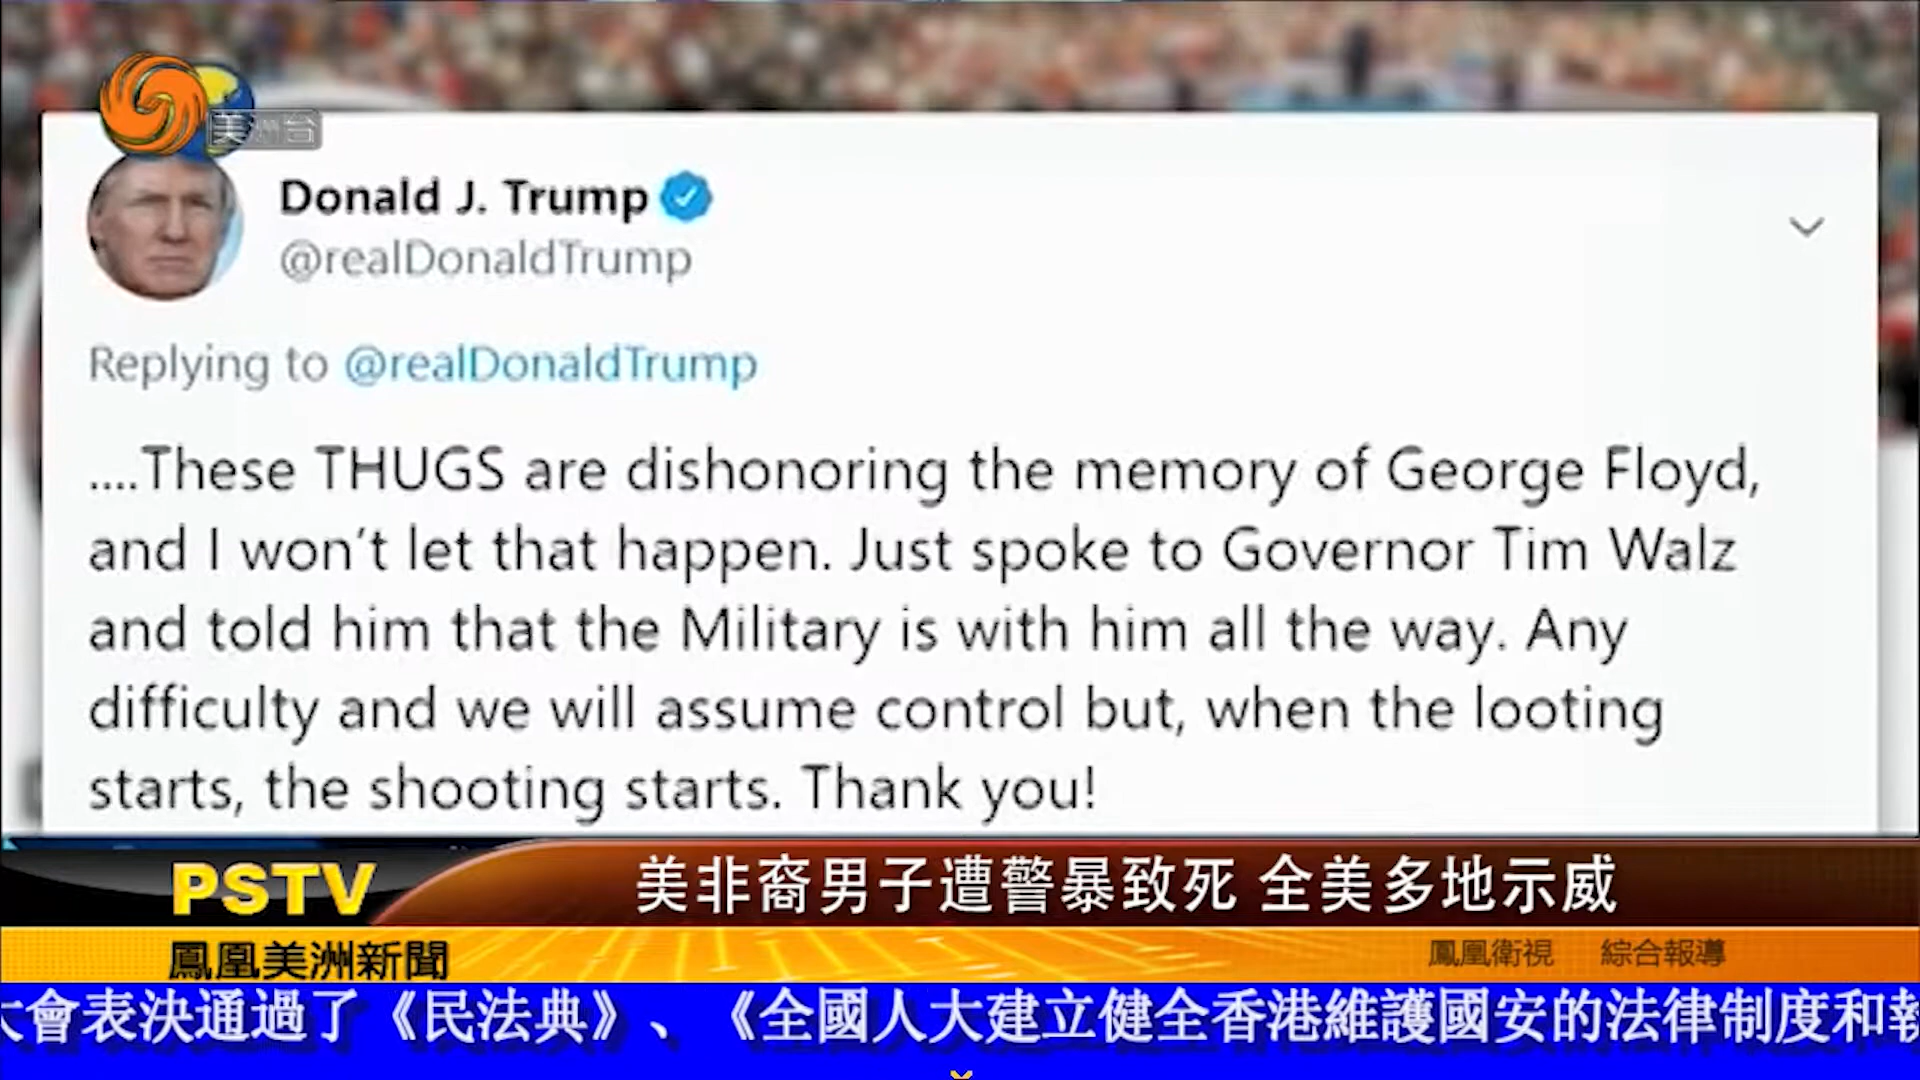 美洲台
Donald J. Trump
@realDonaldTrump
Replying to @realDonaldTrump
....These THUGS are dishonoring the memory of George Floyd,
and I won't let that happen. Just spoke to Governor Tim Walz
and told him that the Military is with him all the way. Any
difficulty and we will assume control but, when the looting
starts, the shooting starts. Thank you!
PSTV
美非裔男子遭警暴致死 全美多地示威
鳳凰美洲新聞
鳳凰衛視 綜合報導
大會表決通過了《民法典》、《全國人大建立健全香港維護國安的法律制度和執